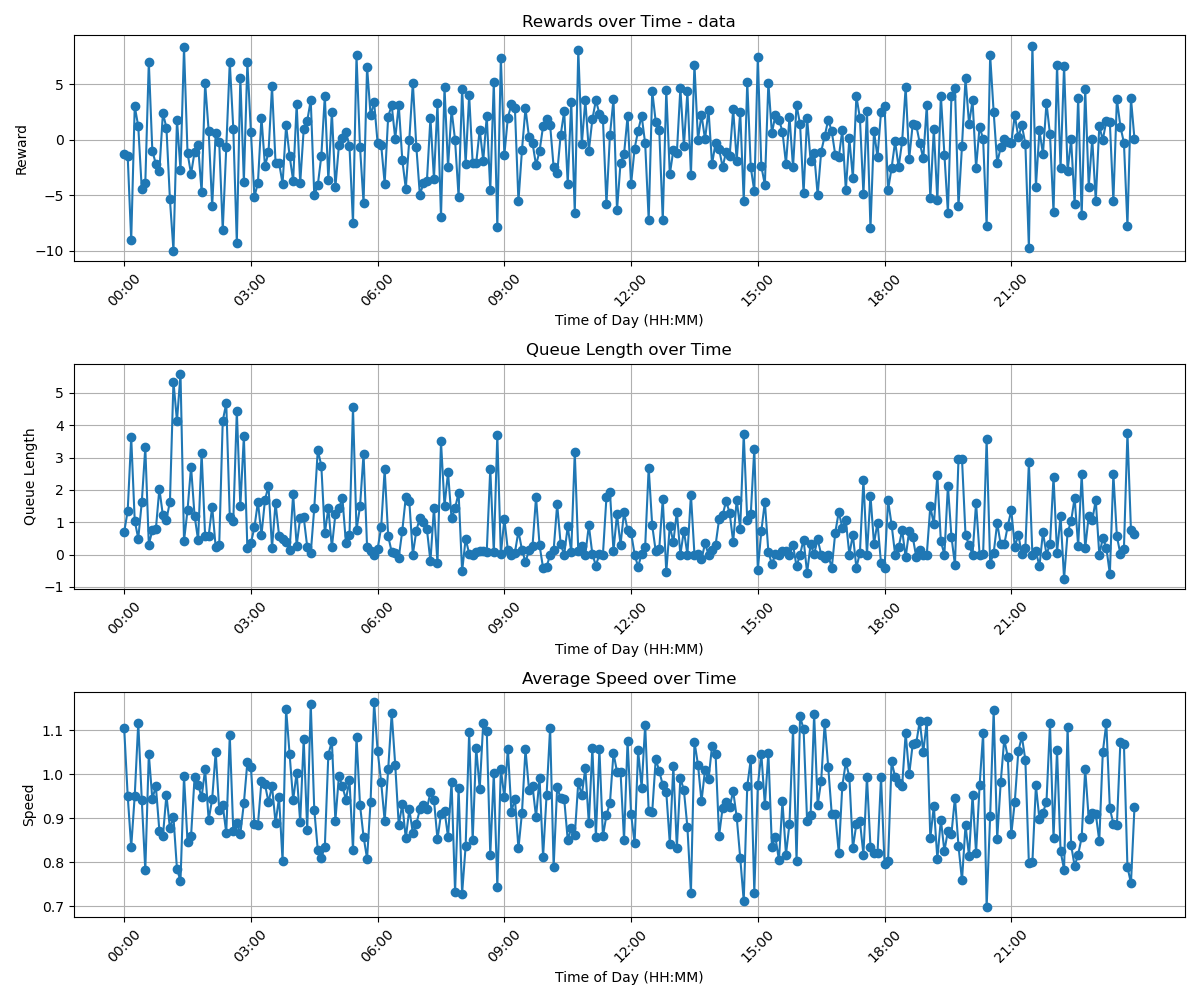 Rewards over Time - data
5
0
−5
−10
Reward
00:00 03:00 06:00 09:00 12:00 15:00 18:00 21:00
Time of Day (HH:MM)
Queue Length over Time
5
4
3
2
1
0
−1
Queue Length
00:00 03:00 06:00 09:00 12:00 15:00 18:00 21:00
Time of Day (HH:MM)
Average Speed over Time
1.1
1.0
0.9
0.8
0.7
Speed
00:00 03:00 06:00 09:00 12:00 15:00 18:00 21:00
Time of Day (HH:MM)